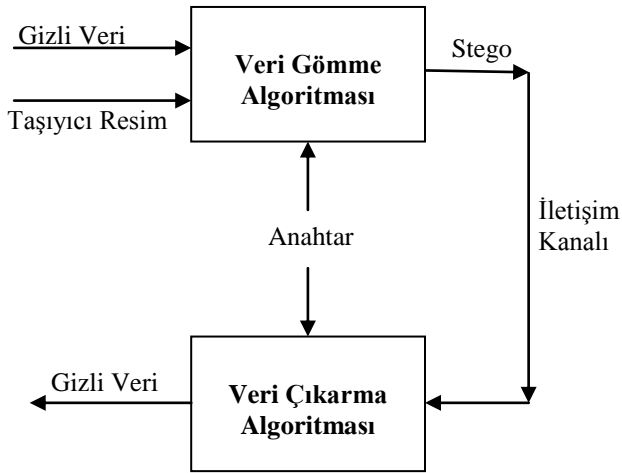 Gizli Veri
Taşıyıcı Resim
Veri Gömme
Algoritması
Stego
İletişim
Kanalı
Anahtar
Veri Çıkarma
Algoritması
Gizli Veri